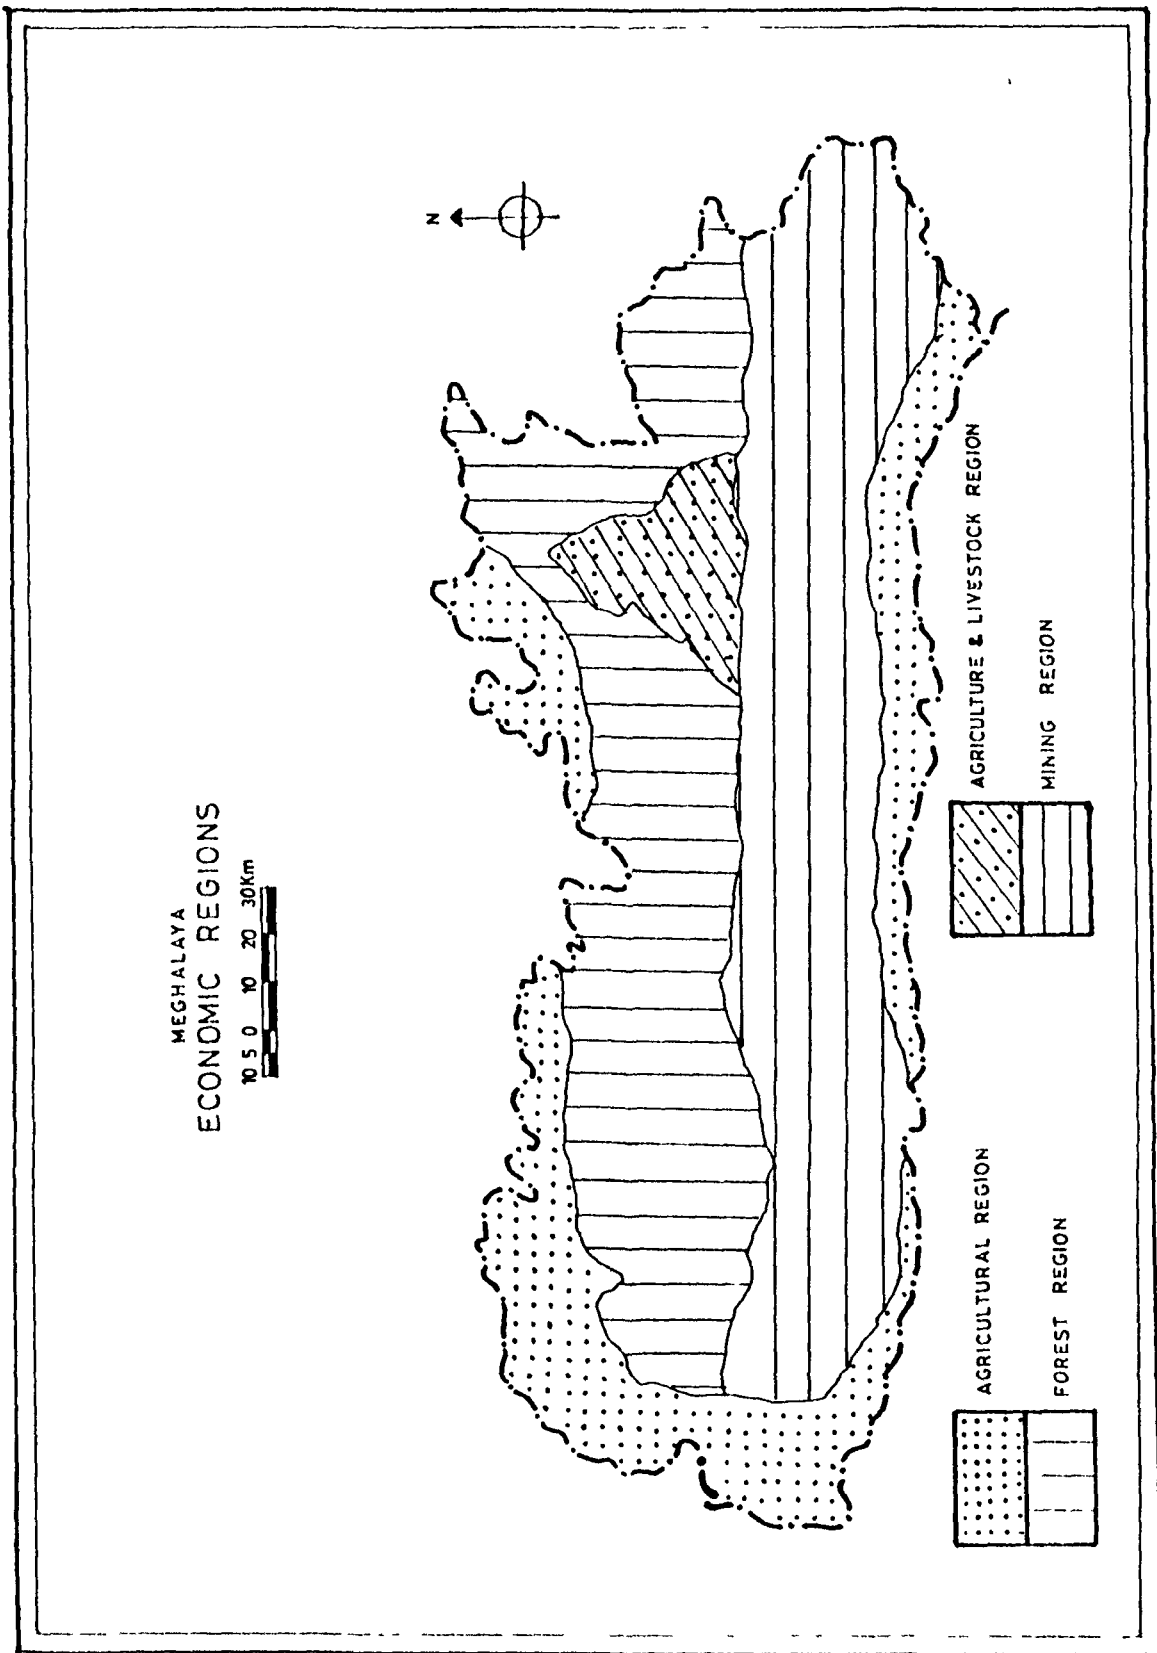 MEGHALAYA
ECONOMIC REGIONS
10 5 0 10 20 30Km
N
AGRICULTURAL REGION
FOREST REGION
AGRICULTURE & LIVESTOCK REGION
MINING REGION